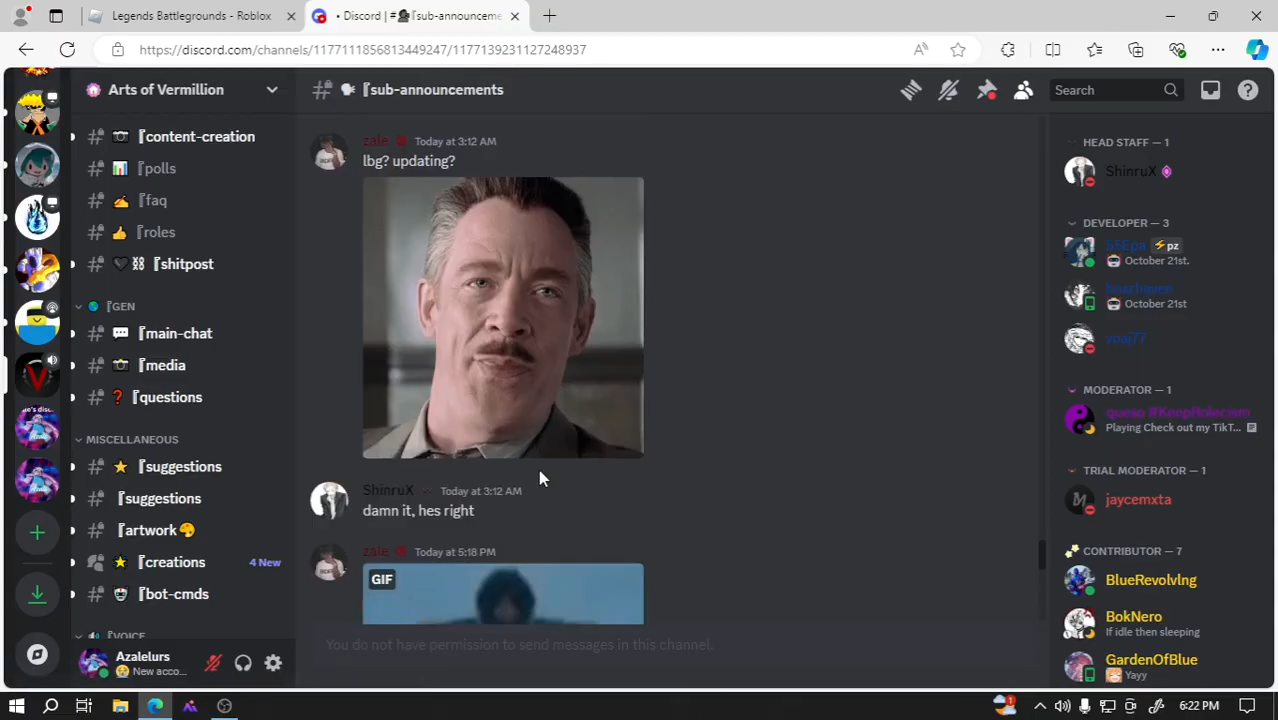 Legends Battlegrounds - Roblox
• Discord | #🗣sub-announceme
https://discord.com/channels/1177111856813449247/1177139231127248937
Arts of Vermillion
『content-creation
『polls
『faq
『roles
『shitpost
『GEN
『main-chat
『media
『questions
MISCELLANEOUS
『suggestions
『suggestions
『artwork
『creations 4 New
『bot-cmds
『VOICE
Azalelurs
New acco...
『sub-announcements
Search
zale Today at 3:12 AM
lbg? updating?
ShinruX Today at 3:12 AM
damn it, hes right
zale Today at 5:18 PM
GIF
You do not have permission to send messages in this channel.
HEAD STAFF — 1
ShinruX
DEVELOPER — 3
pz
October 21st.
October 21st
yoaj77
MODERATOR — 1
queso
Playing Check out my TikT...
TRIAL MODERATOR — 1
jaycemxta
CONTRIBUTOR — 7
BlueRevolvIng
BokNero
If idle then sleeping
GardenOfBlue
Yayy
6:22 PM